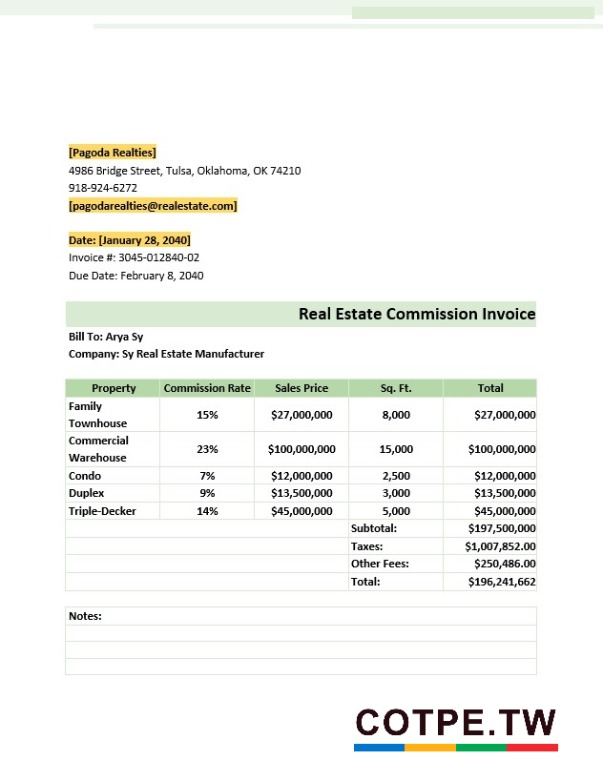 [Pagoda Realties]
4986 Bridge Street, Tulsa, Oklahoma, OK 74210
918-924-6272
[pagodarealties@realestate.com]
Date: [January 28, 2040]
Invoice #: 3045-012840-02
Due Date: February 8, 2040
Real Estate Commission Invoice
Bill To: Arya Sy
Company: Sy Real Estate Manufacturer
Property Commission Rate Sales Price Sq. Ft. Total
Family Townhouse 15% $27,000,000 8,000 $27,000,000
Commercial Warehouse 23% $100,000,000 15,000 $100,000,000
Condo 7% $12,000,000 2,500 $12,000,000
Duplex 9% $13,500,000 3,000 $13,500,000
Triple-Decker 14% $45,000,000 5,000 $45,000,000
Subtotal: $197,500,000
Taxes: $1,007,852.00
Other Fees: $250,486.00
Total: $196,241,662
Notes:
COTPE.TW